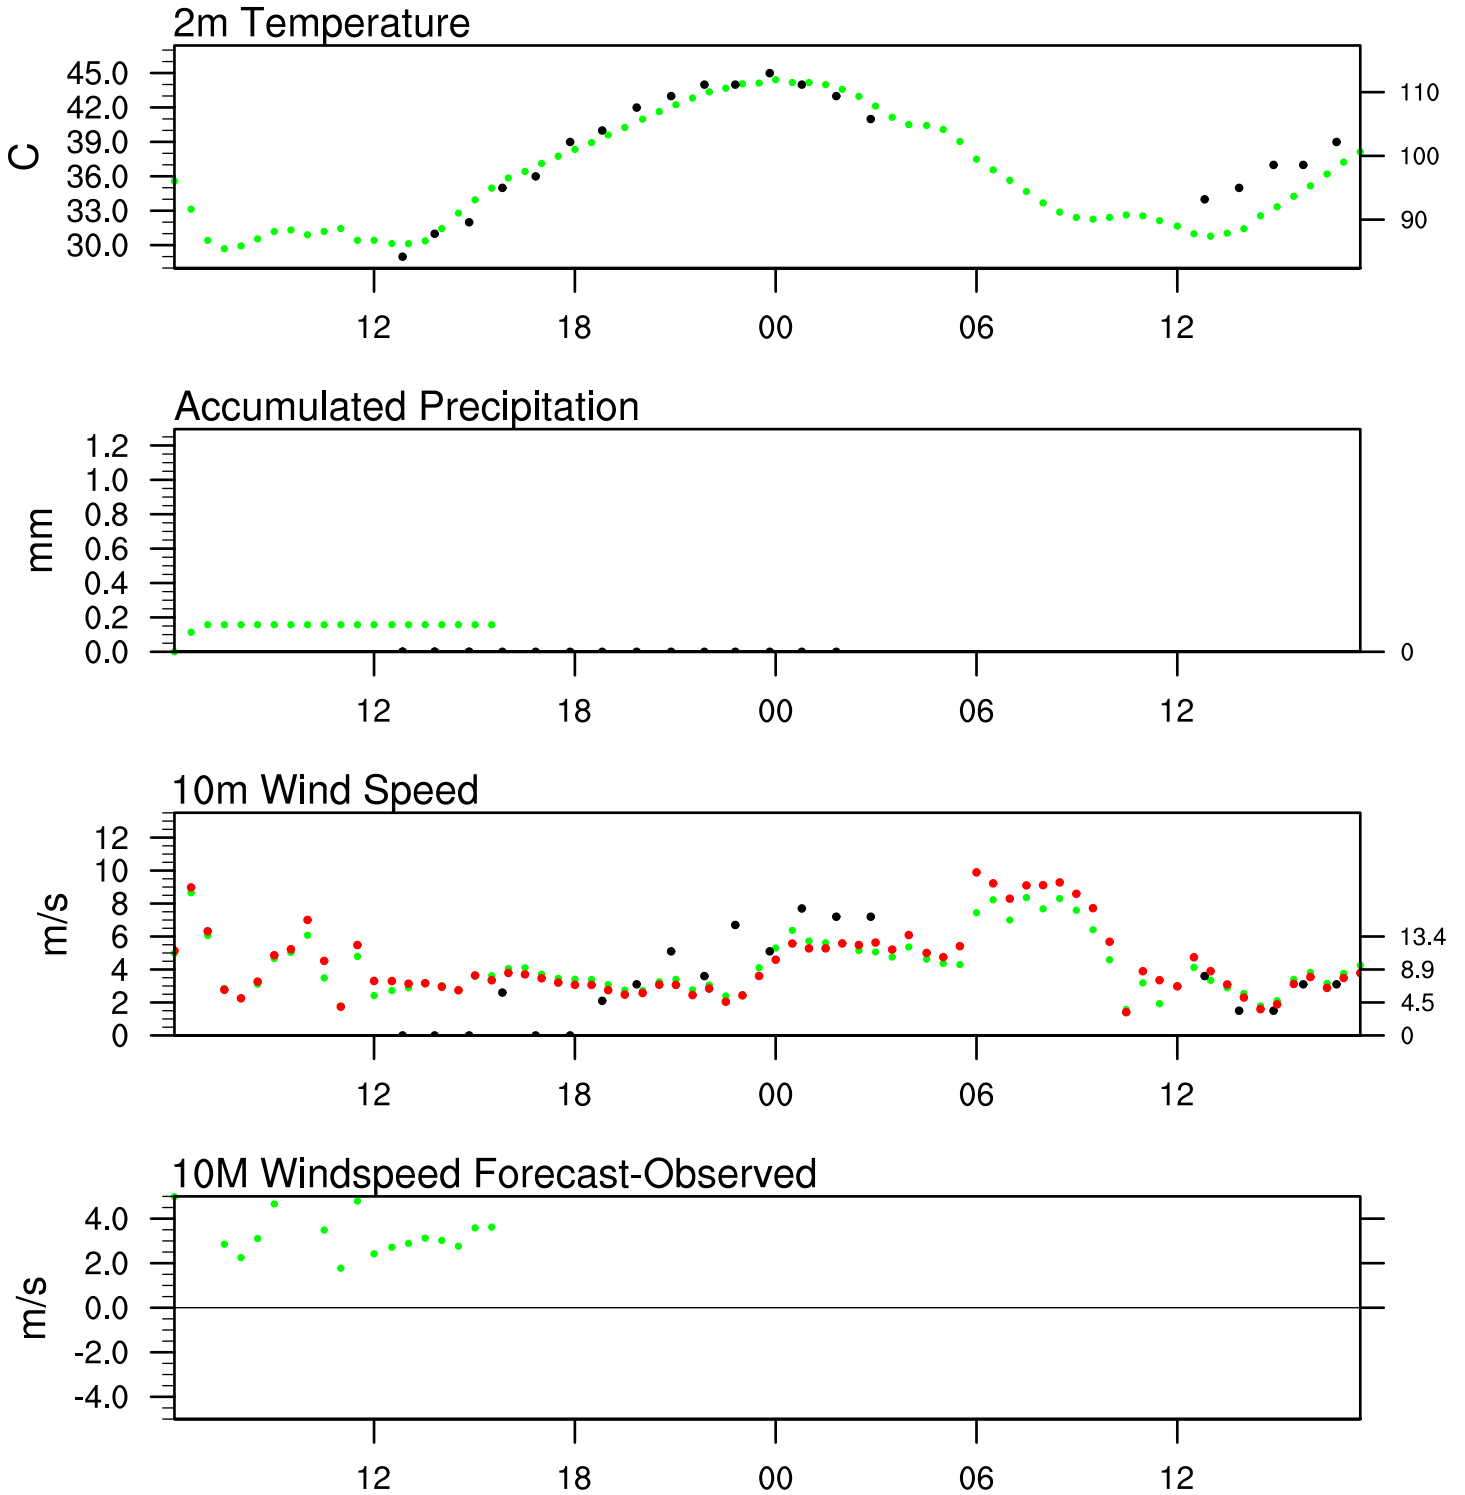 2m Temperature
45.0
42.0
39.0
36.0
33.0
30.0
C
110
100
90
12 18 00 06 12
Accumulated Precipitation
1.2
1.0
0.8
0.6
0.4
0.2
0.0
mm
0
12 18 00 06 12
10m Wind Speed
12
10
8
6
4
2
0
m/s
13.4
8.9
4.5
0
12 18 00 06 12
10M Windspeed Forecast-Observed
4.0
2.0
0.0
-2.0
-4.0
m/s
12 18 00 06 12